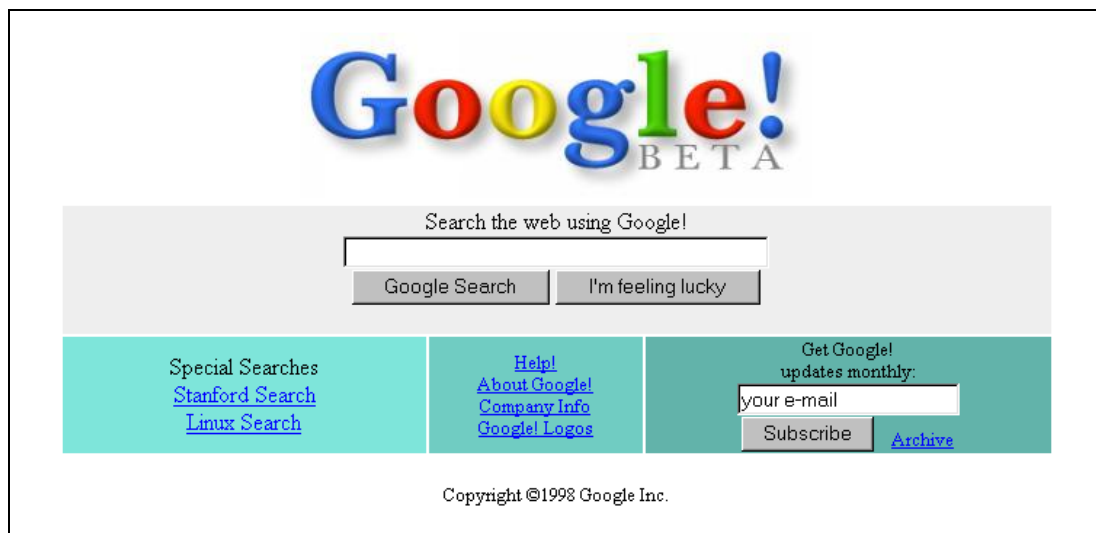 Google!
BETA
Search the web using Google!
Google Search I'm feeling lucky
Special Searches
Stanford Search
Linux Search
Help!
About Google!
Company Info
Google! Logos
Get Google!
updates monthly:
your e-mail
Subscribe Archive
Copyright ©1998 Google Inc.